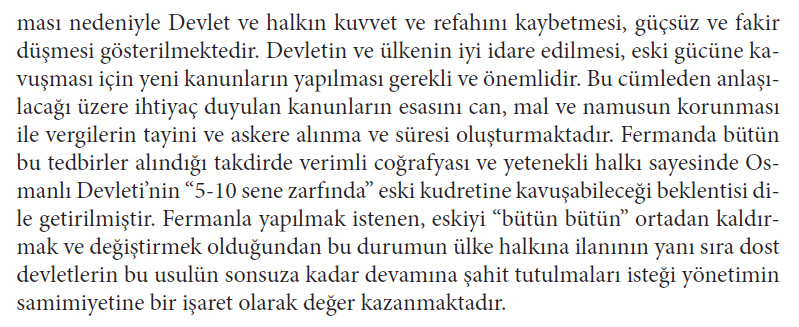 ması nedeniyle Devlet ve halkın kuvvet ve refahını kaybetmesi, güçsüz ve fakir
düşmesi gösterilmektedir. Devletin ve ülkenin iyi idare edilmesi, eski gücüne ka-
vuşması için yeni kanunların yapılması gerekli ve önemlidir. Bu cümleden anlaşı-
lacağı üzere ihtiyaç duyulan kanunların esasını can, mal ve namusun korunması
ile vergilerin tayini ve askere alınma ve süresi oluşturmaktadır. Fermanda bütün
bu tedbirler alındığı takdirde verimli coğrafyası ve yetenekli halkı sayesinde Os-
manlı Devleti’nin “5-10 sene zarfında” eski kudretine kavuşabileceği beklentisi di-
le getirilmiştir. Fermanla yapılmak istenen, eskiyi “bütün bütün” ortadan kaldır-
mak ve değiştirmek olduğundan bu durumun ülke halkına ilanının yanı sıra dost
devletlerin bu usulün sonsuza kadar devamına şahit tutulmaları isteği yönetimin
samimiyetine bir işaret olarak değer kazanmaktadır.